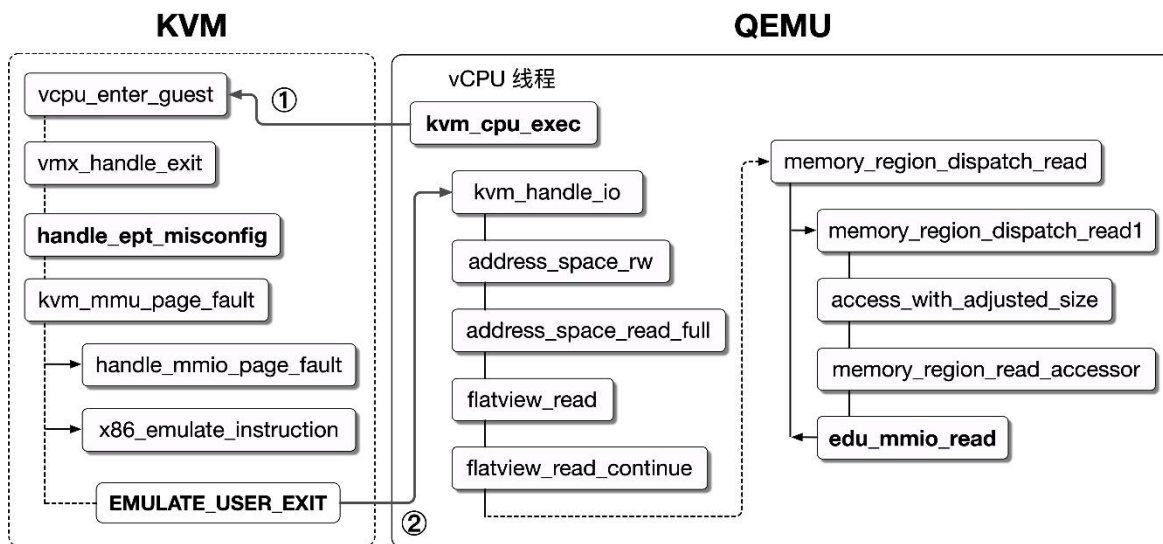 KVM
QEMU
vcpu_enter_guest
①
vmx_handle_exit
handle_ept_misconfig
kvm_mmu_page_fault
handle_mmio_page_fault
x86_emulate_instruction
EMULATE_USER_EXIT
②
vCPU 线程
kvm_cpu_exec
kvm_handle_io
address_space_rw
address_space_read_full
flatview_read
flatview_read_continue
memory_region_dispatch_read
memory_region_dispatch_read1
access_with_adjusted_size
memory_region_read_accessor
edu_mmio_read